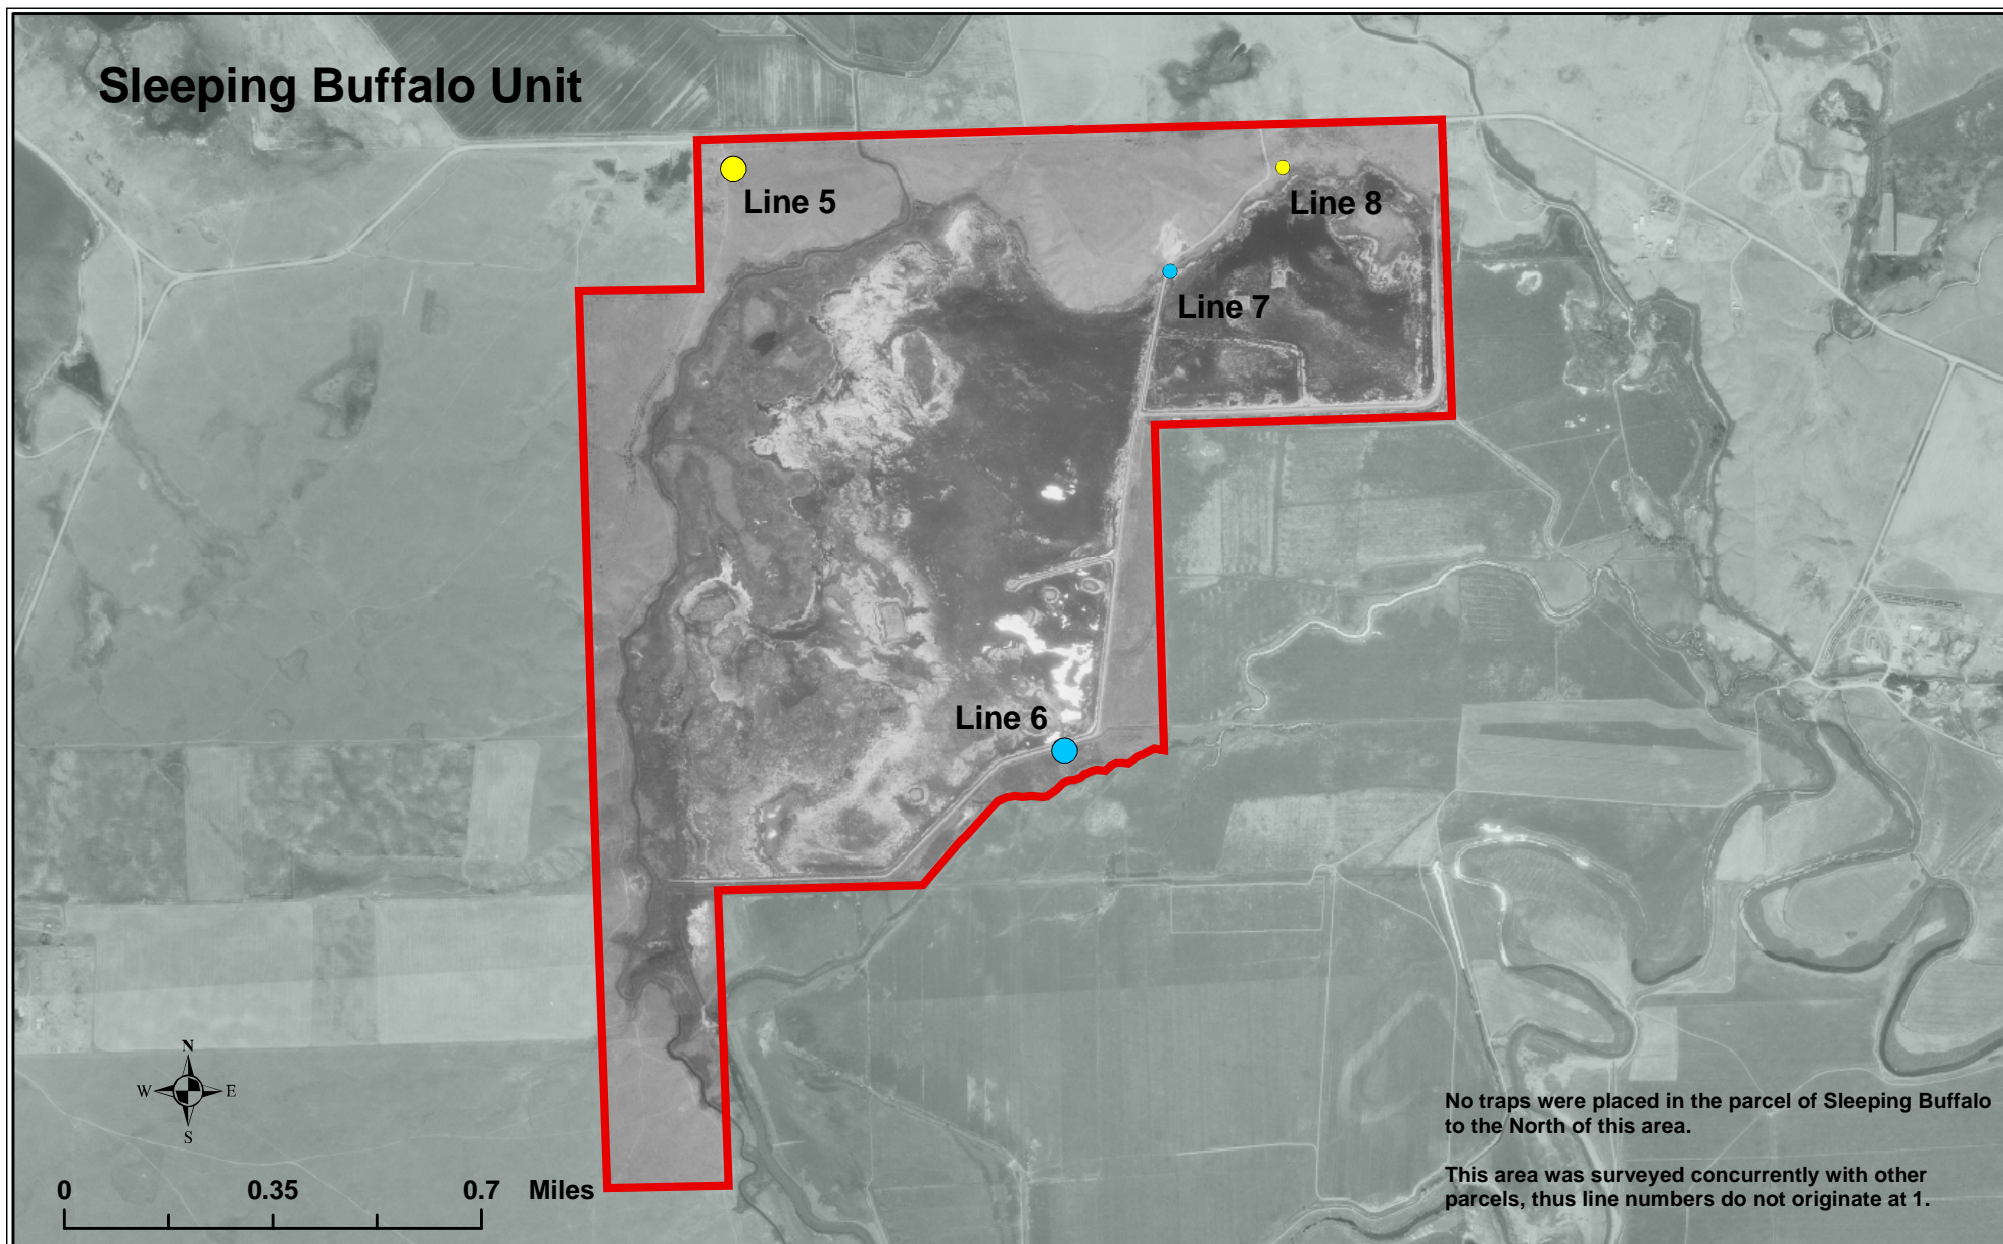 Sleeping Buffalo Unit
Line 5
Line 8
Line 7
Line 6
N
W E
S
0 0.35 0.7 Miles
No traps were placed in the parcel of Sleeping Buffalo
to the North of this area.
This area was surveyed concurrently with other
parcels, thus line numbers do not originate at 1.